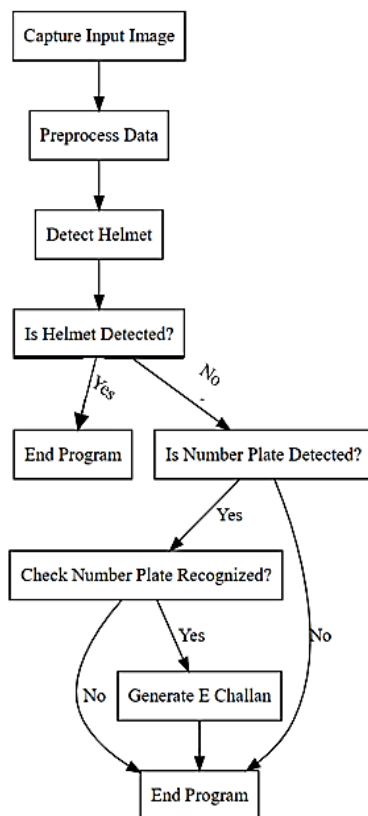 Capture Input Image
Preprocess Data
Detect Helmet
Is Helmet Detected?
Yes
No
End Program
Is Number Plate Detected?
Yes
Check Number Plate Recognized?
Yes
No
No
Generate E Challan
End Program